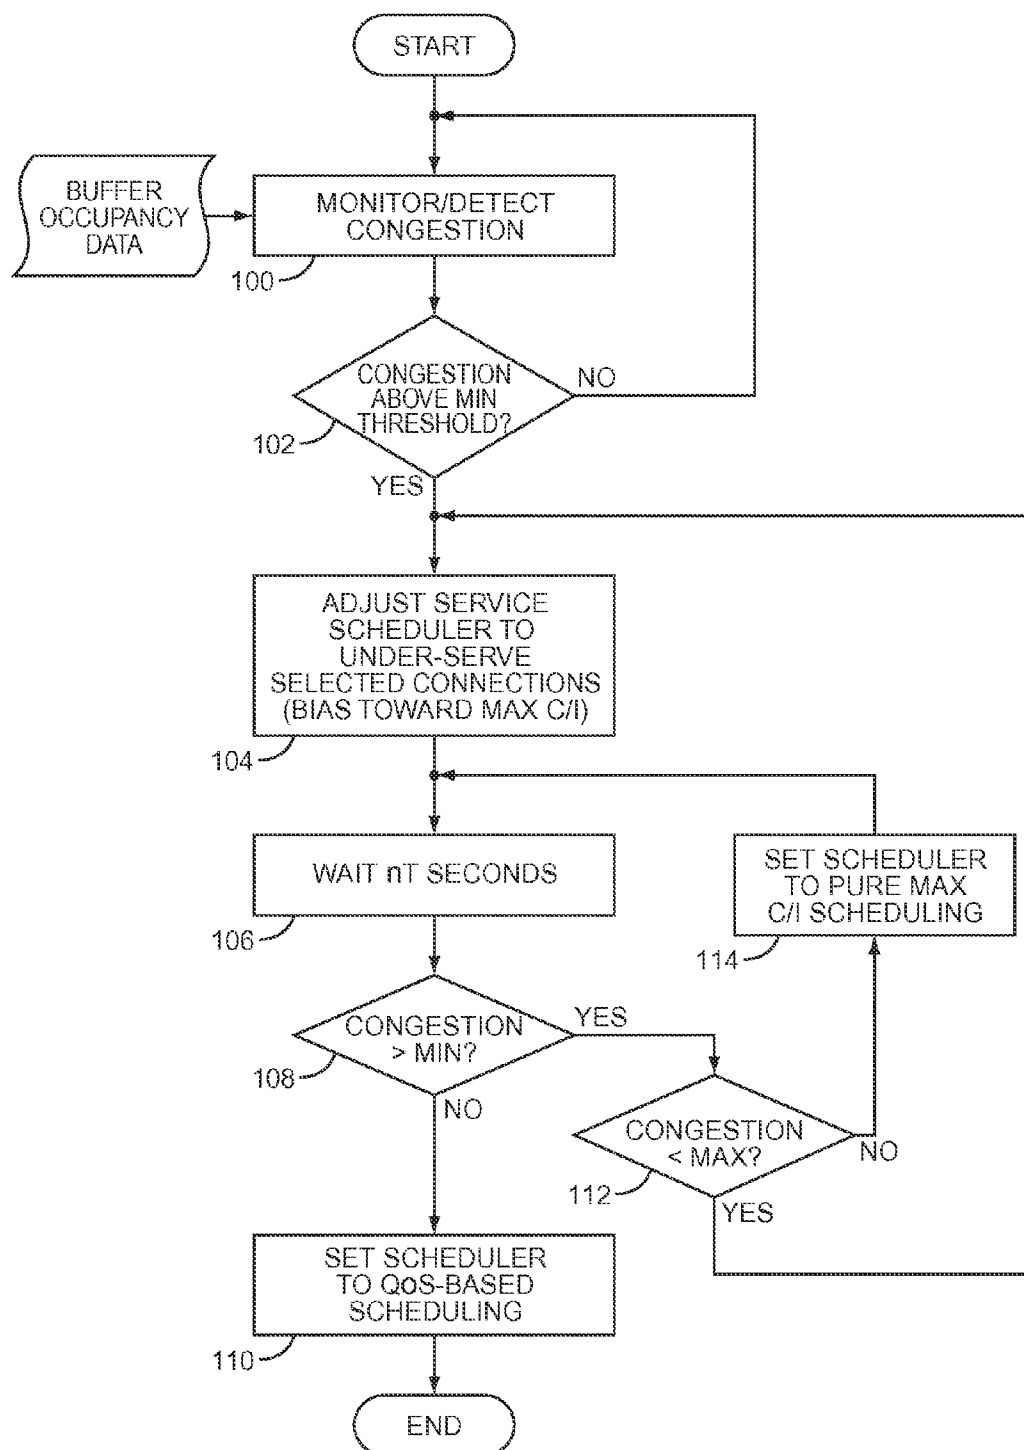 START
BUFFER
OCCUPANCY
DATA
MONITOR/DETECT
CONGESTION
100
CONGESTION
ABOVE MIN
THRESHOLD?
NO
102
YES
ADJUST SERVICE
SCHEDULER TO
UNDER-SERVE
SELECTED CONNECTIONS
(BIAS TOWARD MAX C/I)
104
WAIT nT SECONDS
106
SET SCHEDULER
TO PURE MAX
C/I SCHEDULING
114
CONGESTION
> MIN?
YES
108
NO
CONGESTION
< MAX?
NO
112
YES
SET SCHEDULER
TO QoS-BASED
SCHEDULING
110
END